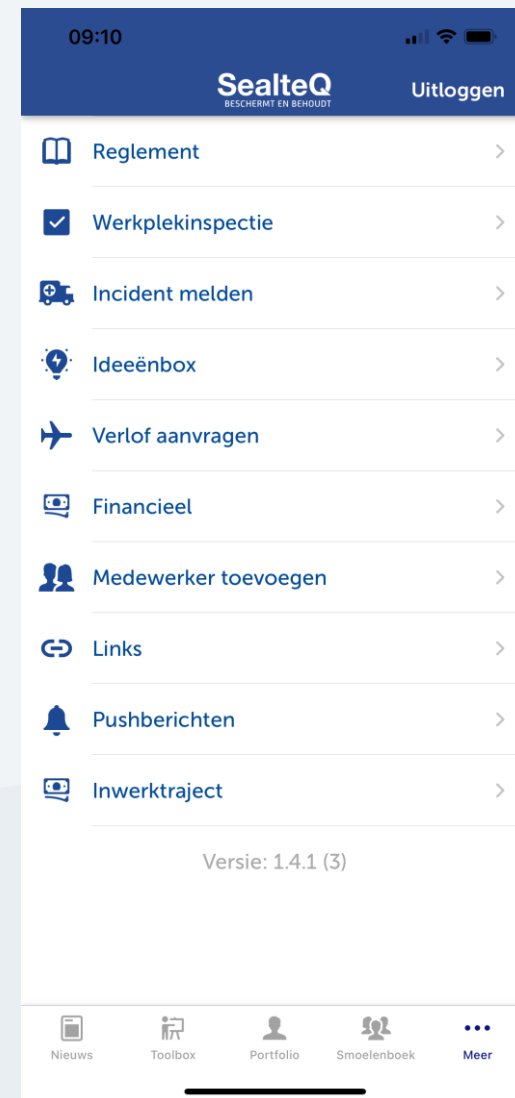 09:10
SealteQ
BESCHERMT EN BEHOUDT
Uitloggen
Reglement
Werkplekinspectie
Incident melden
Ideeënbox
Verlof aanvragen
Financieel
Medewerker toevoegen
Links
Pushberichten
Inwerktraject
Versie: 1.4.1 (3)
Nieuws
Toolbox
Portfolio
Smoelenboek
Meer